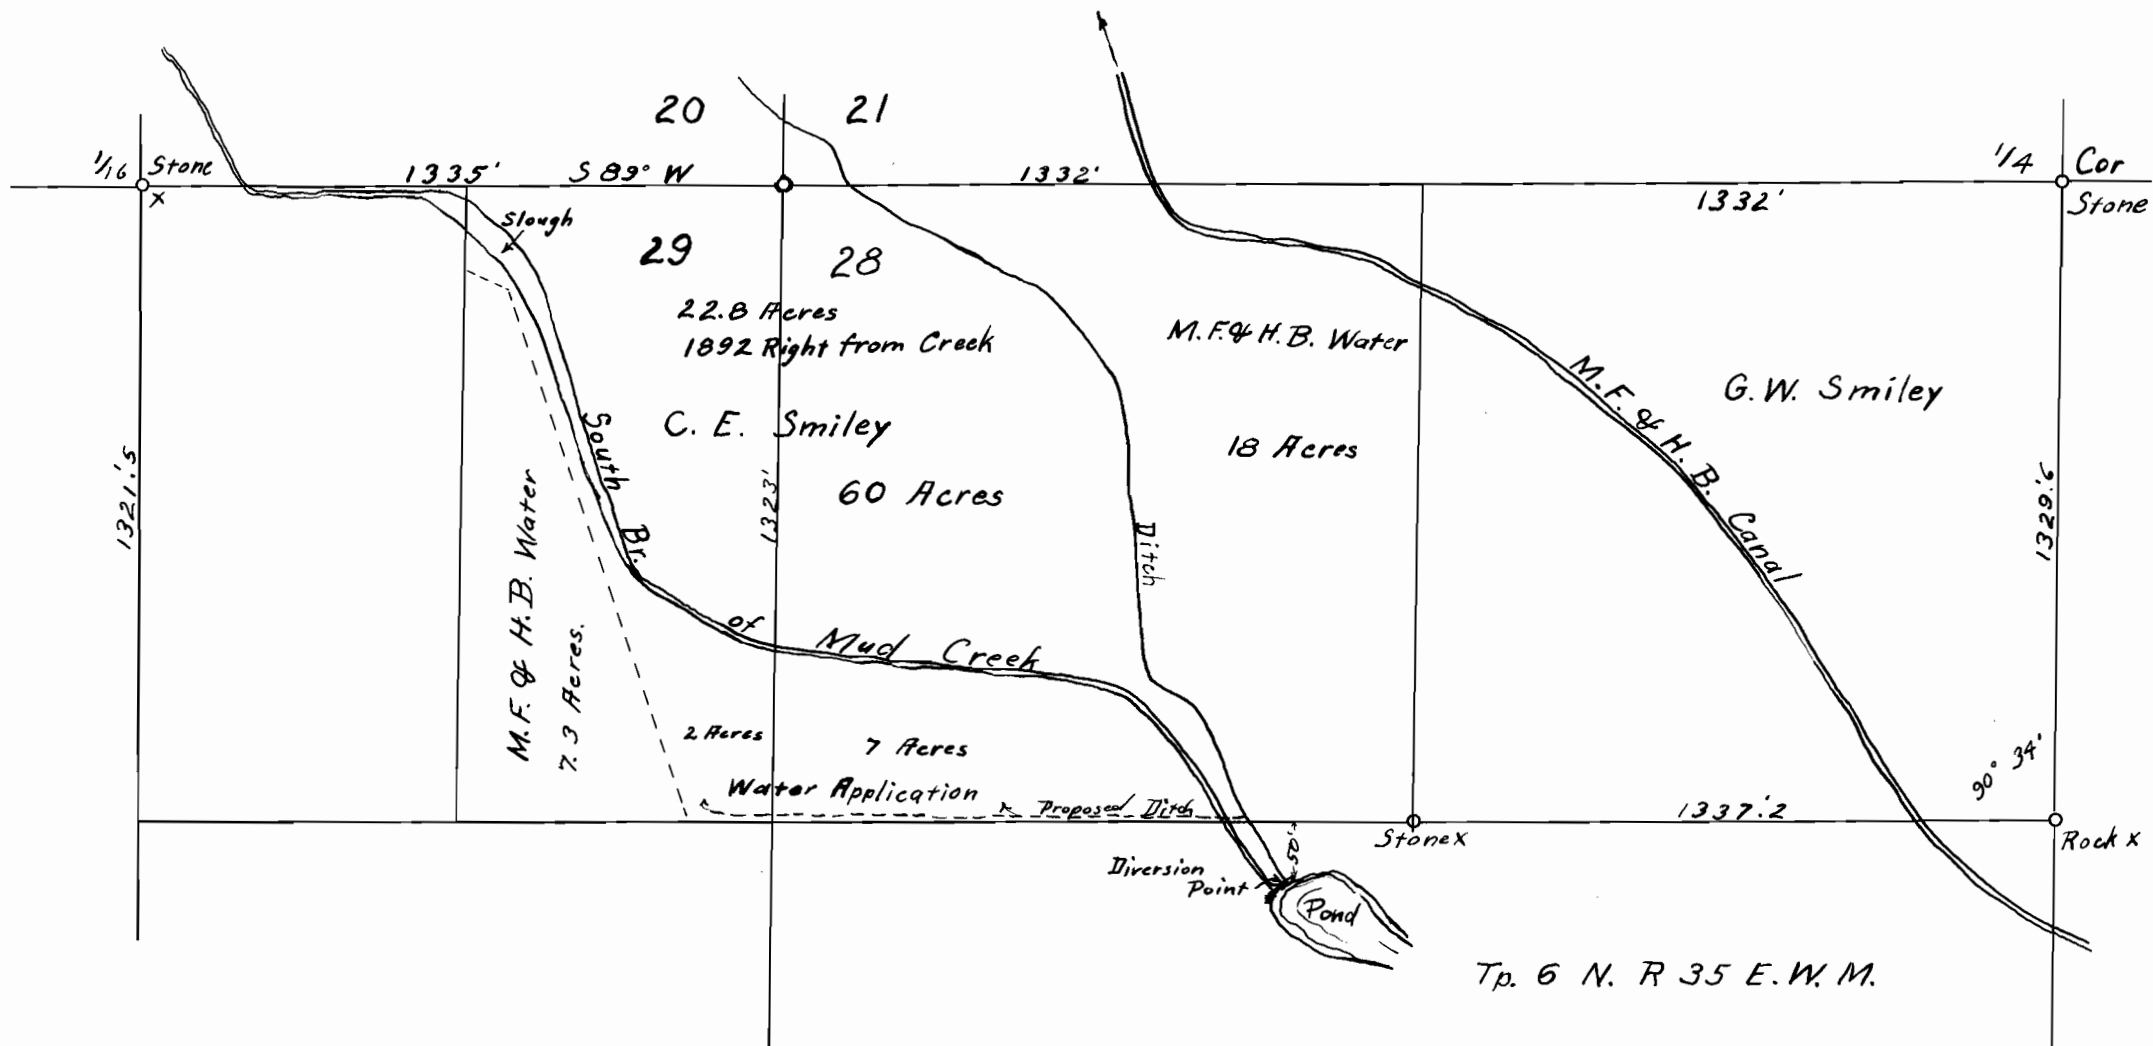 20
21
1/16 Stone
x
1335'
S 89° W
1332'
1/4 Cor
Stone
1332'
Slough
29
28
22.8 Acres
1892 Right from Creek
M.F. & H.B. Water
18 Acres
G.W. Smiley
C. E. Smiley
60 Acres
M.F. & H.B. Canal
1321.'5
1323'
1329.'6
South Br. of Mud Creek
Ditch
M.F. & H.B. Water
7.3 Acres.
2 Acres
7 Acres
Water Application
Proposed Ditch
1337.'2
90° 34'
Stone x
Rock x
50.'
Diversion
Point
Pond
Tp. 6 N. R 35 E.W.M.